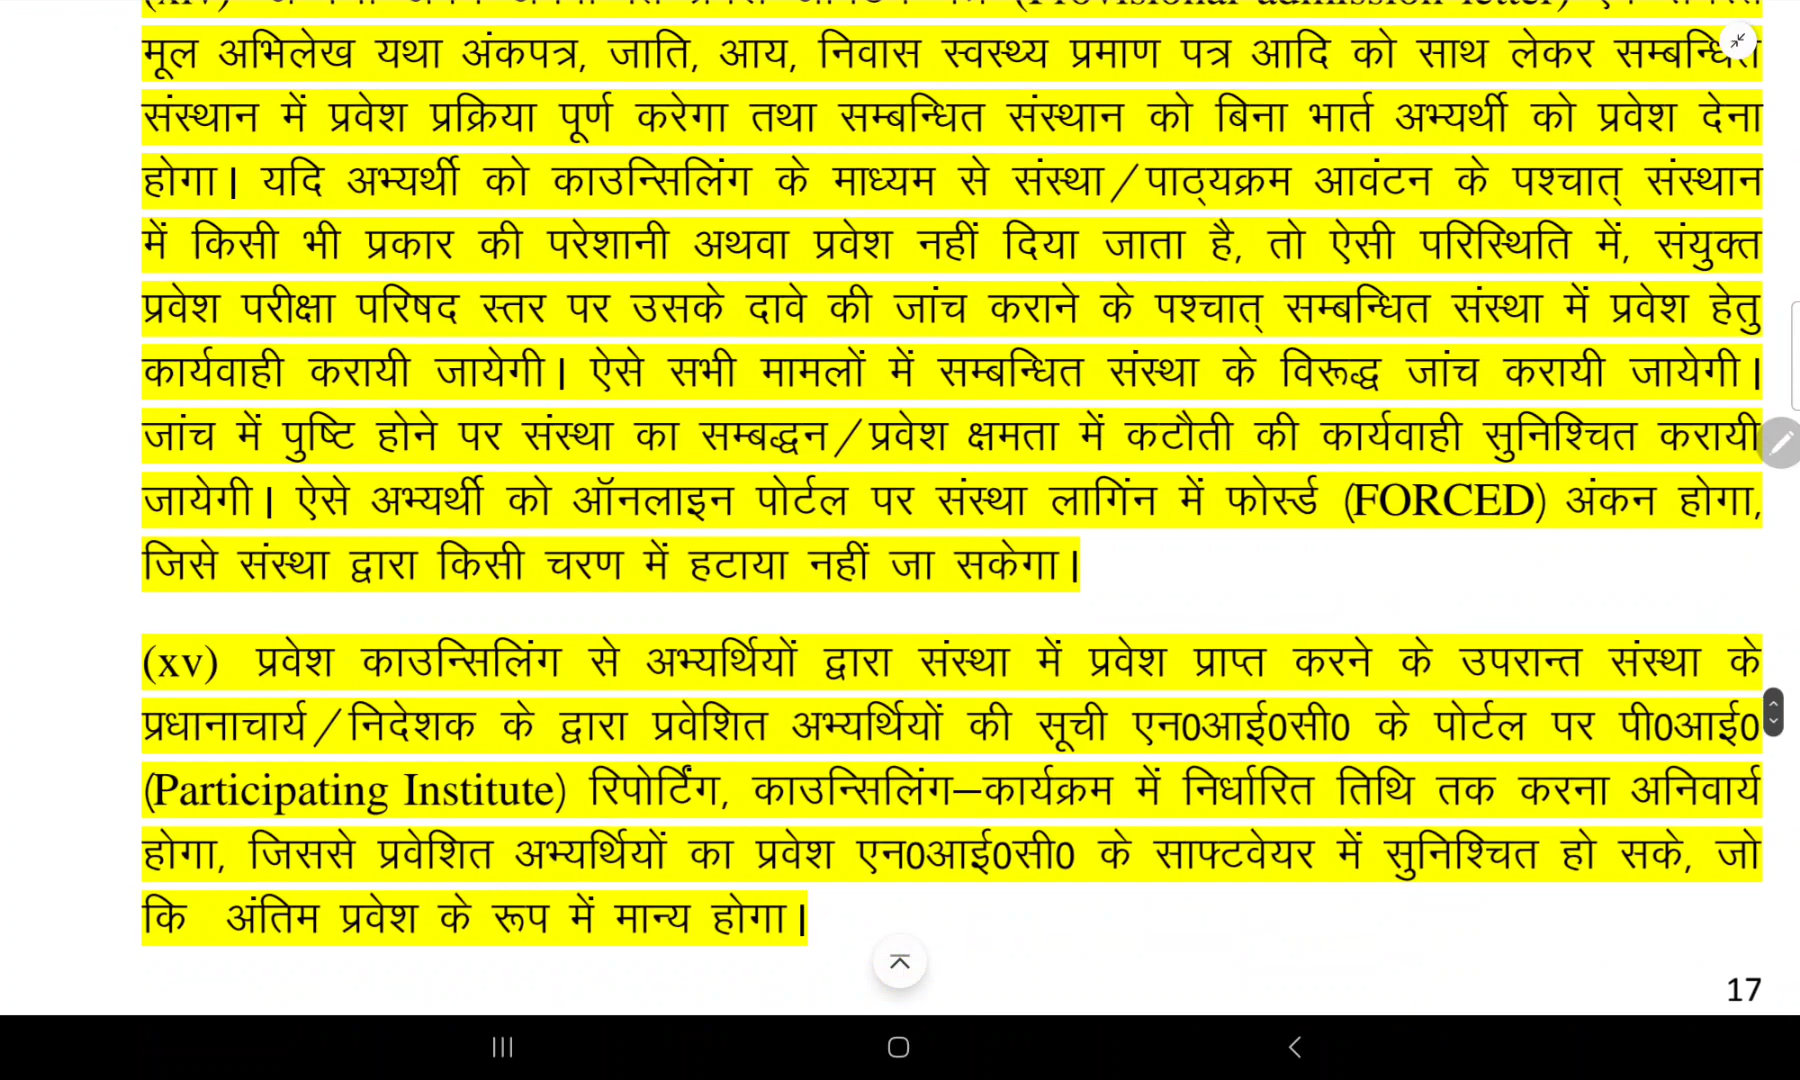 (Provisional admission letter)
मूल अभिलेख यथा अंकपत्र, जाति, आय, निवास स्वस्थ्य प्रमाण पत्र आदि को साथ लेकर सम्बन्धित
संस्थान में प्रवेश प्रक्रिया पूर्ण करेगा तथा सम्बन्धित संस्थान को बिना भार्त अभ्यर्थी को प्रवेश देना
होगा। यदि अभ्यर्थी को काउन्सिलिंग के माध्यम से संस्था/पाठ्यक्रम आवंटन के पश्चात् संस्थान
में किसी भी प्रकार की परेशानी अथवा प्रवेश नहीं दिया जाता है, तो ऐसी परिस्थिति में, संयुक्त
प्रवेश परीक्षा परिषद स्तर पर उसके दावे की जांच कराने के पश्चात् सम्बन्धित संस्था में प्रवेश हेतु
कार्यवाही करायी जायेगी। ऐसे सभी मामलों में सम्बन्धित संस्था के विरूद्ध जांच करायी जायेगी।
जांच में पुष्टि होने पर संस्था का सम्बद्धन/प्रवेश क्षमता में कटौती की कार्यवाही सुनिश्चित करायी
जायेगी। ऐसे अभ्यर्थी को ऑनलाइन पोर्टल पर संस्था लागिंन में फोर्स्ड (FORCED) अंकन होगा,
जिसे संस्था द्वारा किसी चरण में हटाया नहीं जा सकेगा।
(xv) प्रवेश काउन्सिलिंग से अभ्यर्थियों द्वारा संस्था में प्रवेश प्राप्त करने के उपरान्त संस्था के
प्रधानाचार्य/निदेशक के द्वारा प्रवेशित अभ्यर्थियों की सूची एन0आई0सी0 के पोर्टल पर पी0आई0
(Participating Institute) रिपोर्टिंग, काउन्सिलिंग–कार्यक्रम में निर्धारित तिथि तक करना अनिवार्य
होगा, जिससे प्रवेशित अभ्यर्थियों का प्रवेश एन0आई0सी0 के साफ्टवेयर में सुनिश्चित हो सके, जो
कि अंतिम प्रवेश के रूप में मान्य होगा।
17